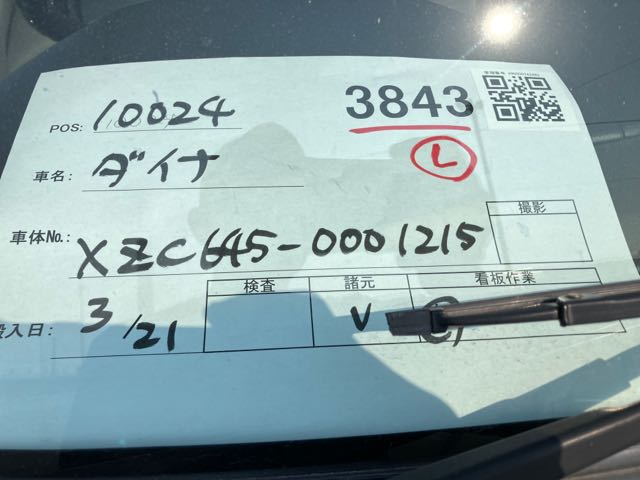 POS: 10024 3843
車名: ダイナ Ⓛ
車体No.: XZC645-0001215 撮影
検査 諸元 看板作業
搬入日: 3/21 V